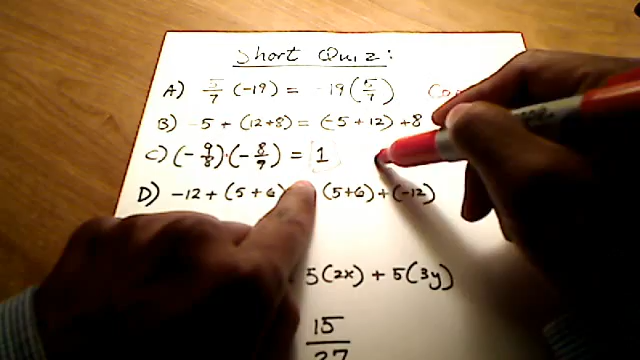 Short Quiz:
A) 5/7 (-19) = -19(5/7)
B) -5 + (12+8) = (-5+12)+8
C) (-9/8)·(-8/9) = 1
D) -12 + (5+6) (5+6)+(-12)
5(2x) + 5(3y)
15
27